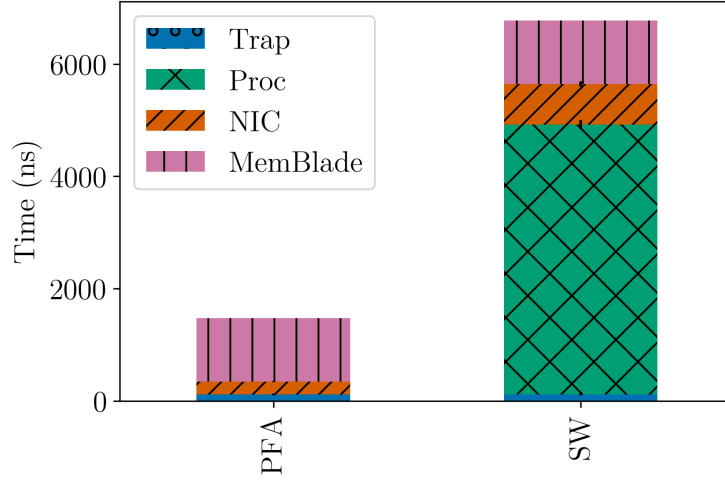 Trap
Proc
NIC
MemBlade
Time (ns)
6000
4000
2000
0
PFA
SW